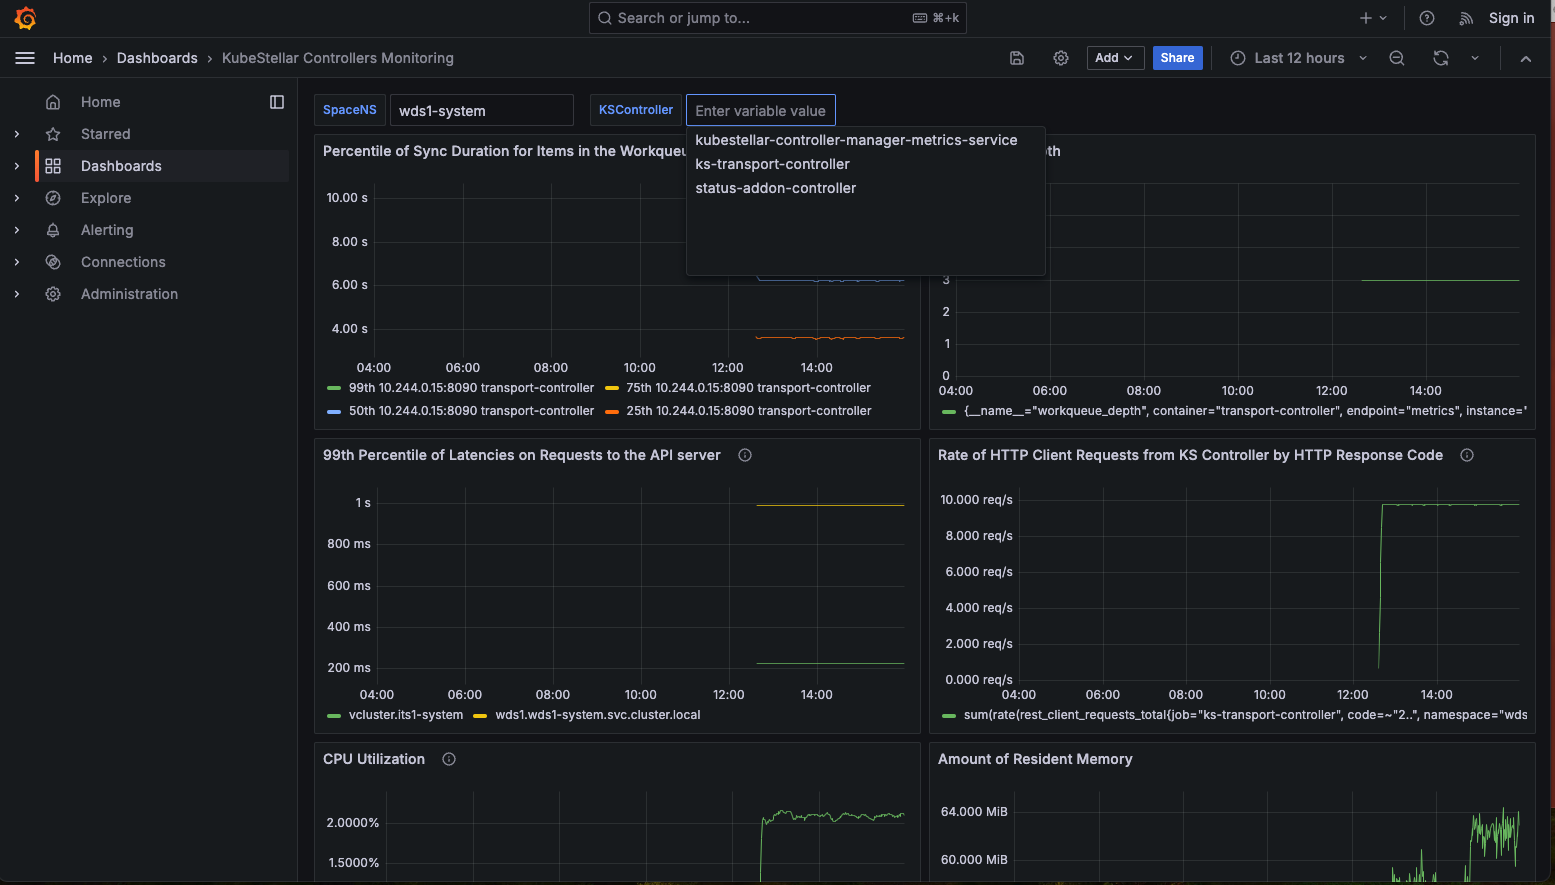 Search or jump to...
⌘+k
Sign in
Home › Dashboards › KubeStellar Controllers Monitoring
Add
Share
Last 12 hours
Home
Starred
Dashboards
Explore
Alerting
Connections
Administration
SpaceNS
wds1-system
KSController
Enter variable value
kubestellar-controller-manager-metrics-service
ks-transport-controller
status-addon-controller
Percentile of Sync Duration for Items in the Workqueu
10.00 s
8.00 s
6.00 s
4.00 s
04:00 06:00 08:00 10:00 12:00 14:00
99th 10.244.0.15:8090 transport-controller
75th 10.244.0.15:8090 transport-controller
50th 10.244.0.15:8090 transport-controller
25th 10.244.0.15:8090 transport-controller
th
3
2
1
0
04:00 06:00 08:00 10:00 12:00 14:00
{__name__="workqueue_depth", container="transport-controller", endpoint="metrics", instance="
99th Percentile of Latencies on Requests to the API server
1 s
800 ms
600 ms
400 ms
200 ms
04:00 06:00 08:00 10:00 12:00 14:00
vcluster.its1-system
wds1.wds1-system.svc.cluster.local
Rate of HTTP Client Requests from KS Controller by HTTP Response Code
10.000 req/s
8.000 req/s
6.000 req/s
4.000 req/s
2.000 req/s
0.000 req/s
04:00 06:00 08:00 10:00 12:00 14:00
sum(rate(rest_client_requests_total{job="ks-transport-controller", code=~"2..", namespace="wds
CPU Utilization
2.0000%
1.5000%
Amount of Resident Memory
64.000 MiB
60.000 MiB